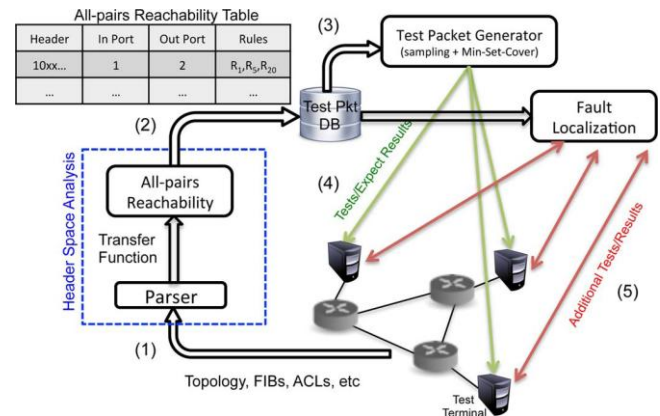 All-pairs Reachability Table
Header In Port Out Port Rules
10xx... 1 2 R1,R5,R20
... ... ... ...
(3)
Test Packet Generator
(sampling + Min-Set-Cover)
(2)
Test Pkt
DB
Fault
Localization
Header Space Analysis
All-pairs
Reachability
Transfer
Function
Parser
(4)
Tests/Expect Results
Additional Tests/Results
(5)
(1)
Topology, FIBs, ACLs, etc
Test
Terminal